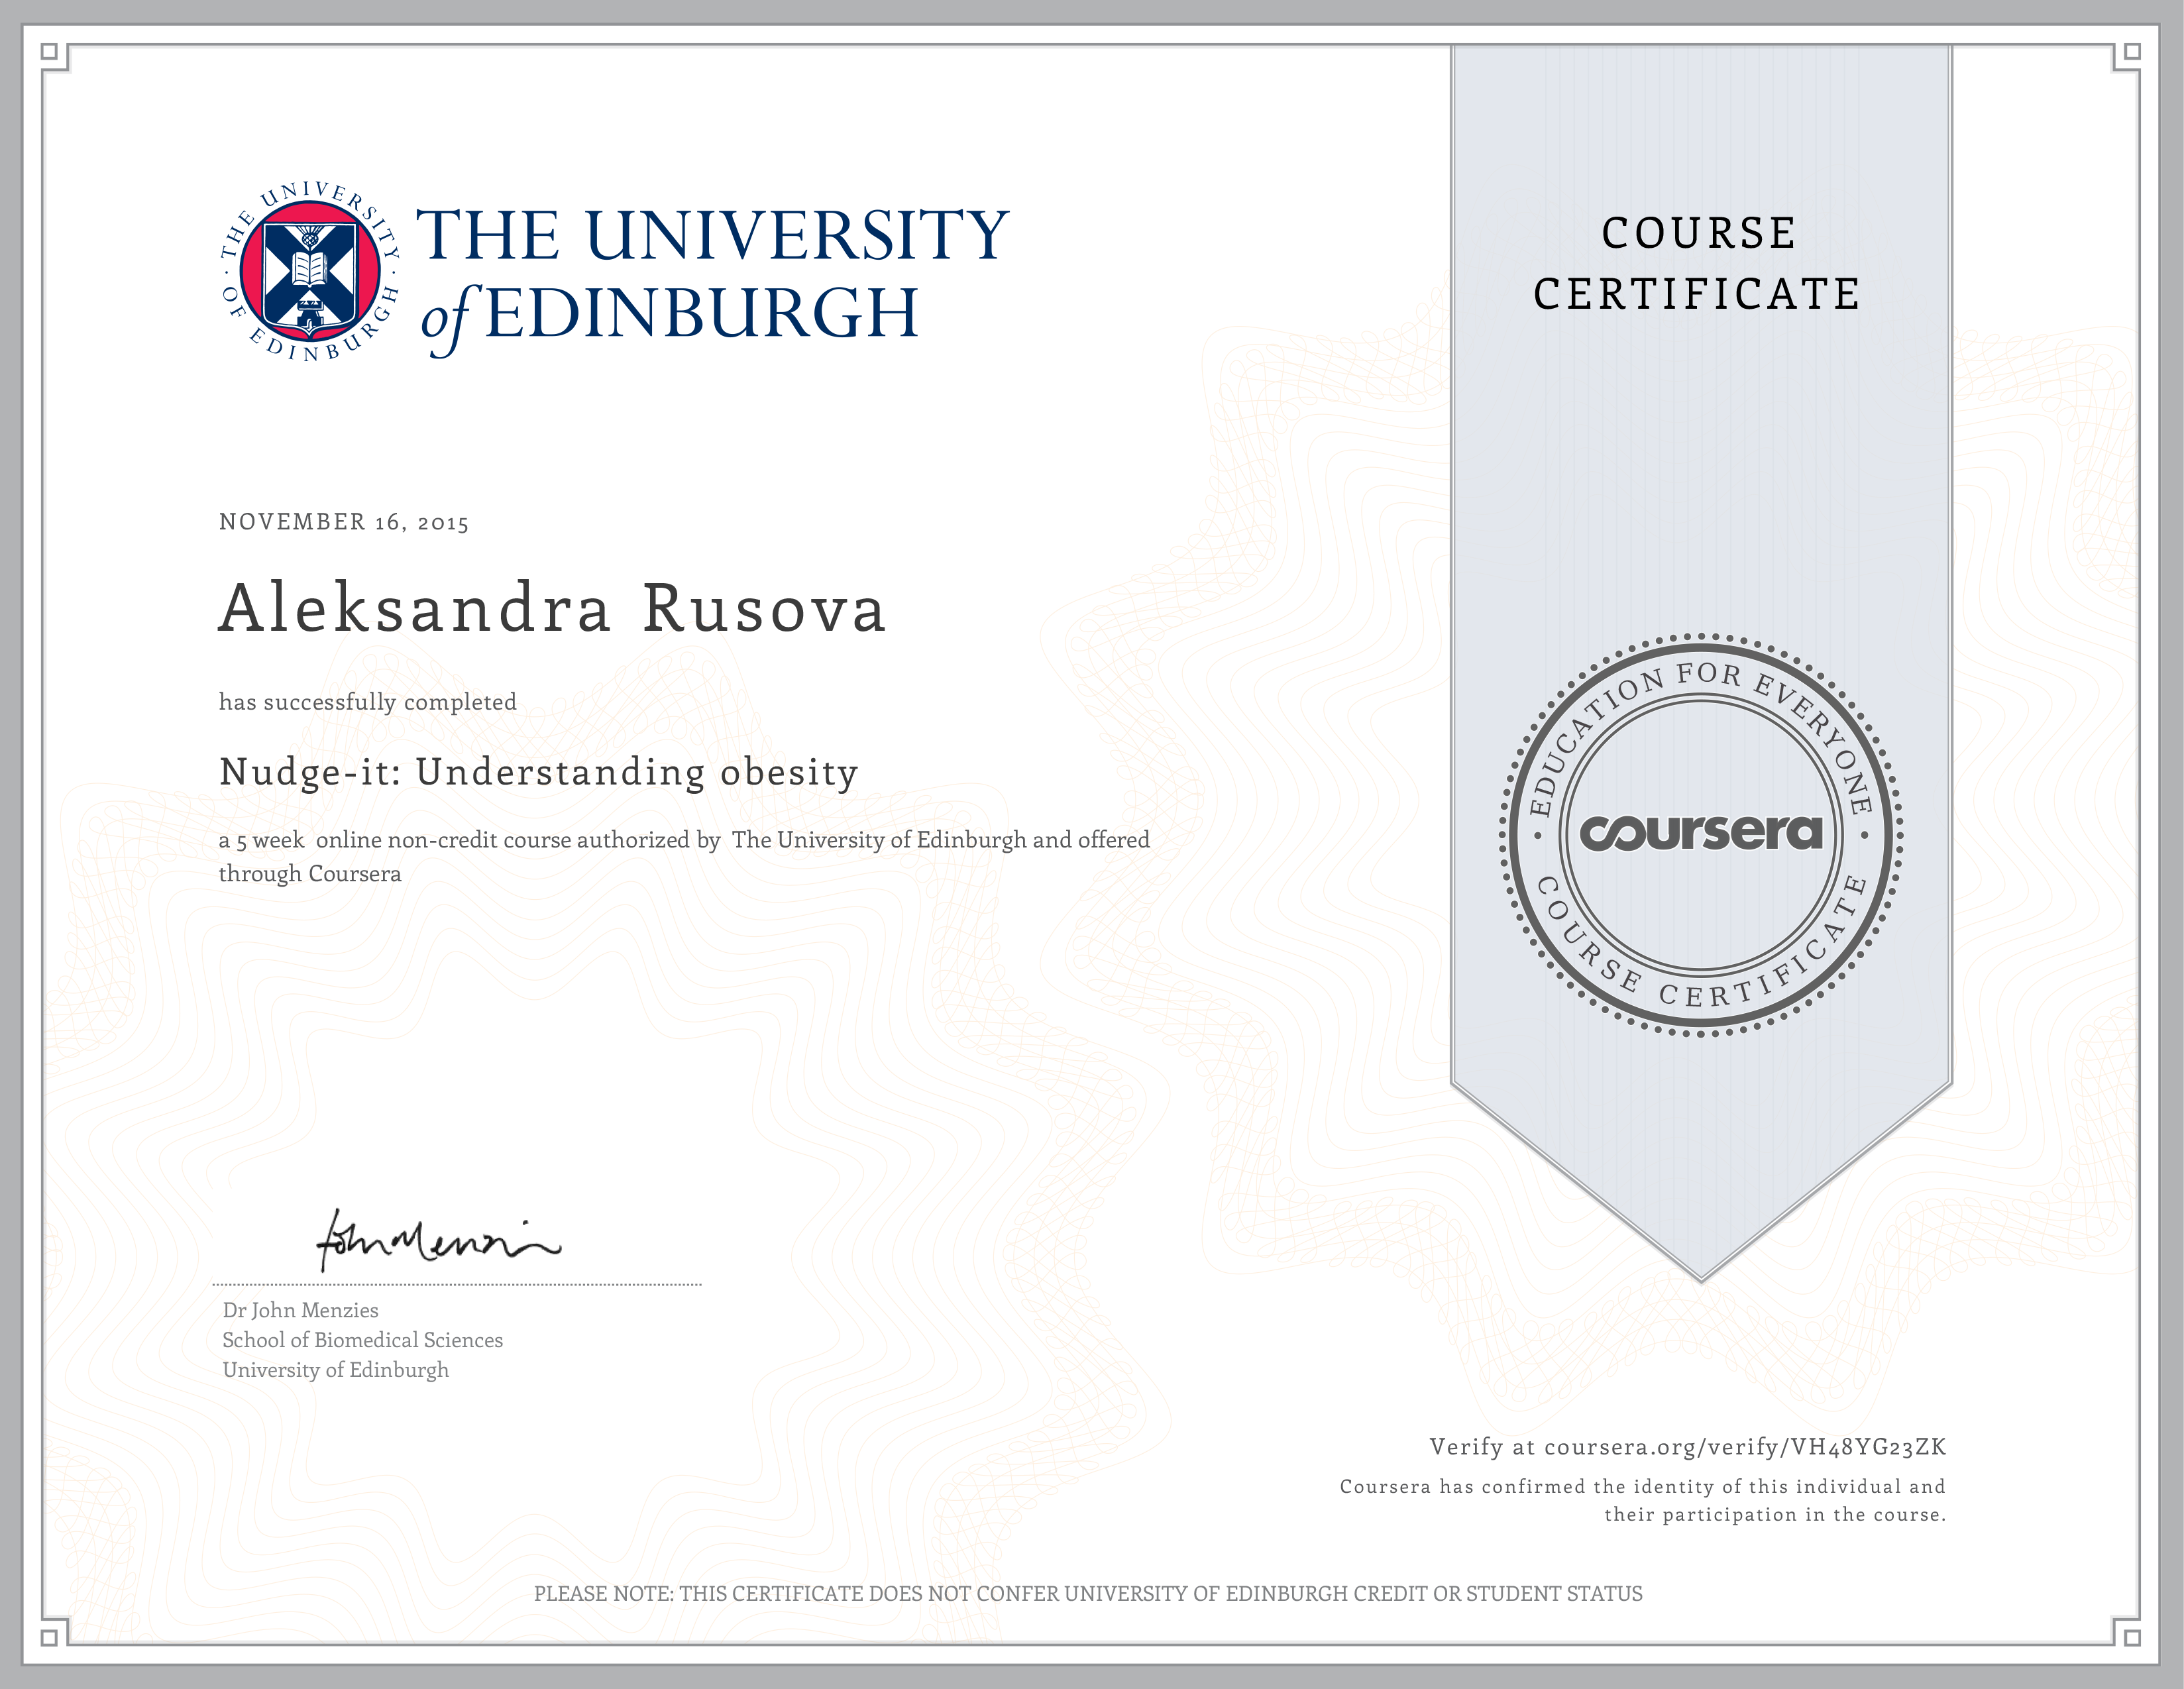 THE UNIVERSITY
of EDINBURGH
THE UNIVERSITY OF EDINBURGH
COURSE
CERTIFICATE
NOVEMBER 16, 2015
Aleksandra Rusova
has successfully completed
Nudge-it: Understanding obesity
a 5 week online non-credit course authorized by The University of Edinburgh and offered
through Coursera
EDUCATION FOR EVERYONE
coursera
COURSE CERTIFICATE
John Menzies
Dr John Menzies
School of Biomedical Sciences
University of Edinburgh
Verify at coursera.org/verify/VH48YG23ZK
Coursera has confirmed the identity of this individual and
their participation in the course.
PLEASE NOTE: THIS CERTIFICATE DOES NOT CONFER UNIVERSITY OF EDINBURGH CREDIT OR STUDENT STATUS